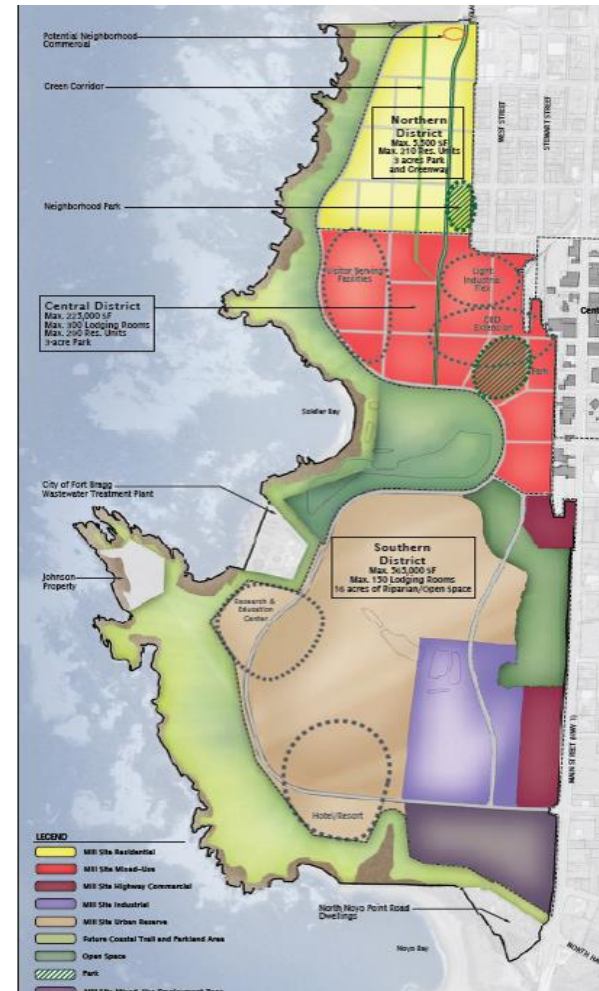 Potential Neighborhood
Commercial
Green Corridor
WEST STREET
STEWART STREET
Northern
District
Max. 5,500 SF
Max. 210 Res. Units
3 acres Park
and Greenway
Neighborhood Park
Visitor Serving
Facilities
Light
Industrial
Flex
Central District
Max. 223,000 SF
Max. 300 Lodging Rooms
Max. 290 Res. Units
3-acre Park
CBD
Extension
Park
Soldier Bay
City of Fort Bragg
Wastewater Treatment Plant
Southern
District
Max. 565,000 SF
Max. 150 Lodging Rooms
16 acres of Riparian/Open Space
Johnson
Property
Research &
Education
Center
MAIN STREET (HWY 1)
Hotel/Resort
LEGEND
Mill Site Residential
Mill Site Mixed-Use
Mill Site Highway Commercial
Mill Site Industrial
Mill Site Urban Reserve
Future Coastal Trail and Parkland Area
Open Space
Park
North Noyo Point Road
Dwellings
Noyo Bay